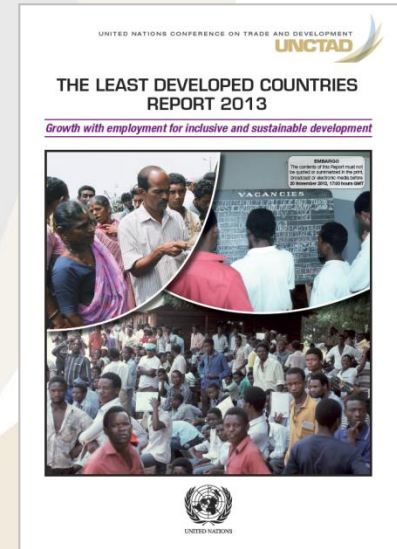 UNITED NATIONS CONFERENCE ON TRADE AND DEVELOPMENT
UNCTAD
THE LEAST DEVELOPED COUNTRIES
REPORT 2013
Growth with employment for inclusive and sustainable development
EMBARGO
The contents of this Report must not
be quoted or summarized in the print,
broadcast or electronic media before
20 November 2013, 17:00 hours GMT
VACANCIES
UNITED NATIONS